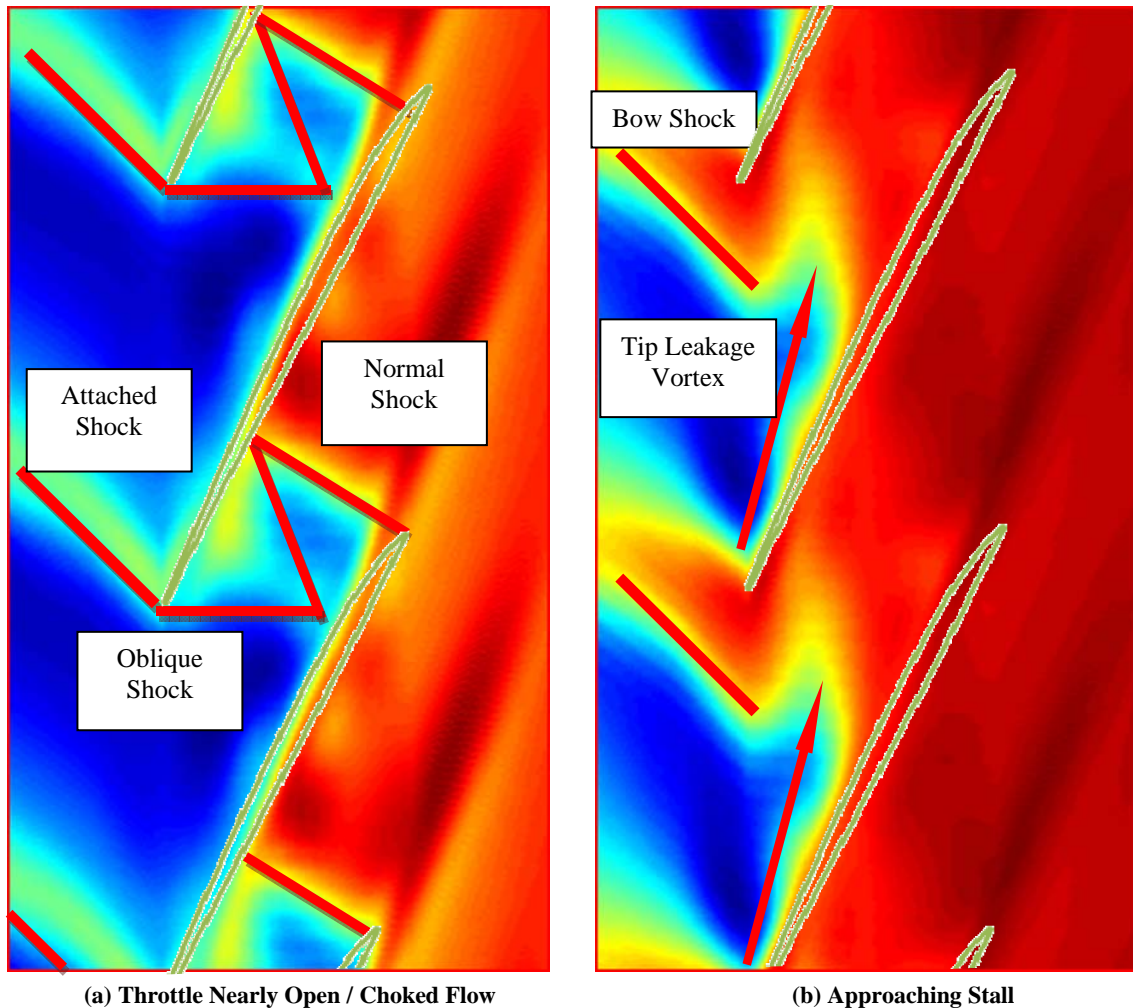 Attached
Shock
Normal
Shock
Oblique
Shock
(a) Throttle Nearly Open / Choked Flow
Bow Shock
Tip Leakage
Vortex
(b) Approaching Stall